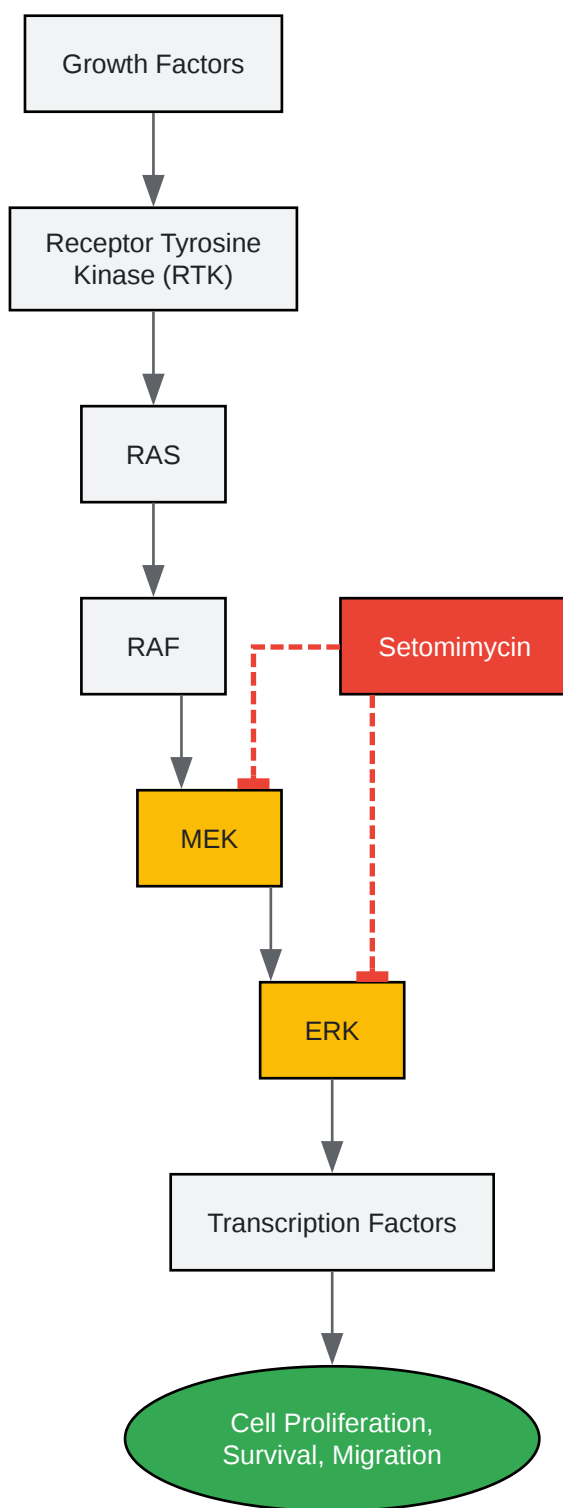 Growth Factors
Receptor Tyrosine
Kinase (RTK)
RAS
RAF
Setomimycin
MEK
ERK
Transcription Factors
Cell Proliferation,
Survival, Migration